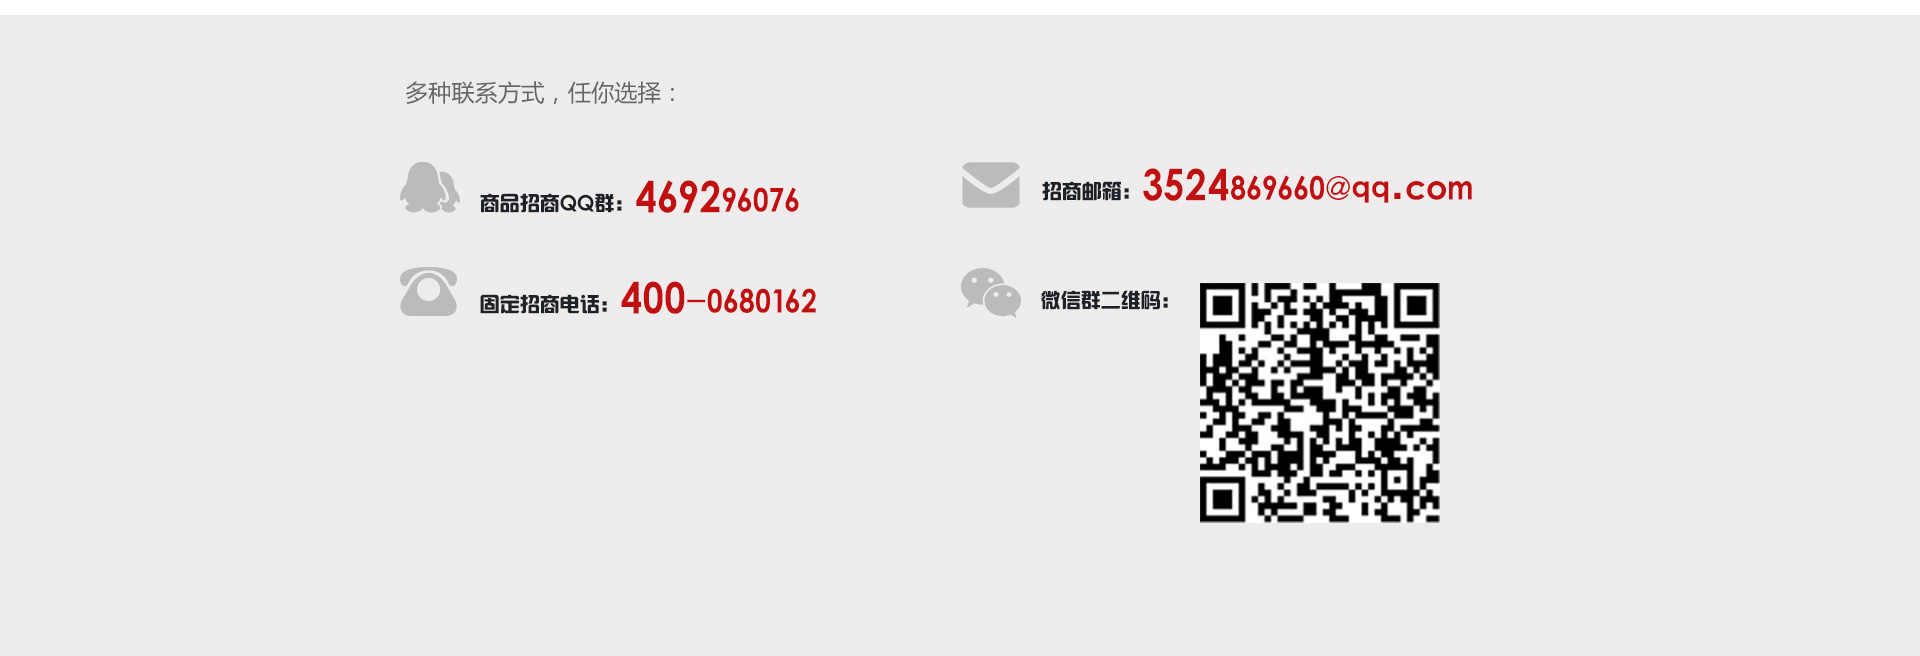 多种联系方式，任你选择：
商品招商QQ群：469296076
招商邮箱：3524869660@qq.com
固定招商电话：400-0680162
微信群二维码：